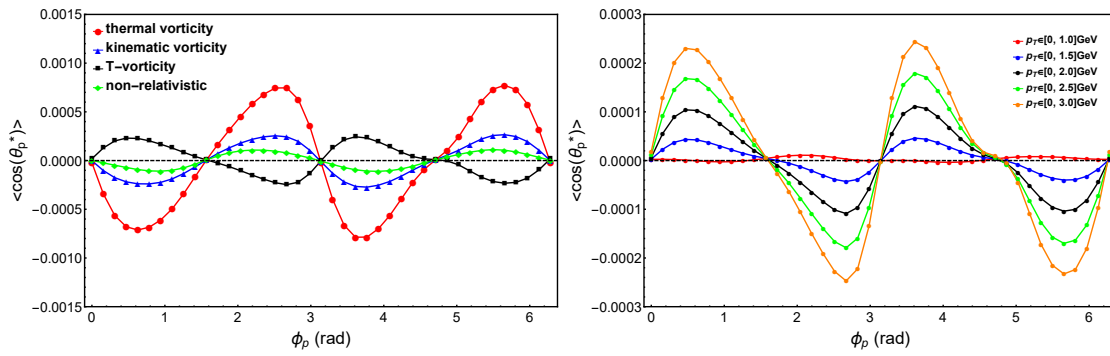 thermal vorticity
kinematic vorticity
T-vorticity
non-relativistic
0.0015
0.0010
0.0005
0.0000
-0.0005
-0.0010
-0.0015
<cos(θp*)>
0 1 2 3 4 5 6
ϕp (rad)
pT∈[0, 1.0]GeV
pT∈[0, 1.5]GeV
pT∈[0, 2.0]GeV
pT∈[0, 2.5]GeV
pT∈[0, 3.0]GeV
0.0003
0.0002
0.0001
0.0000
-0.0001
-0.0002
-0.0003
<cos(θp*)>
0 1 2 3 4 5 6
ϕp (rad)